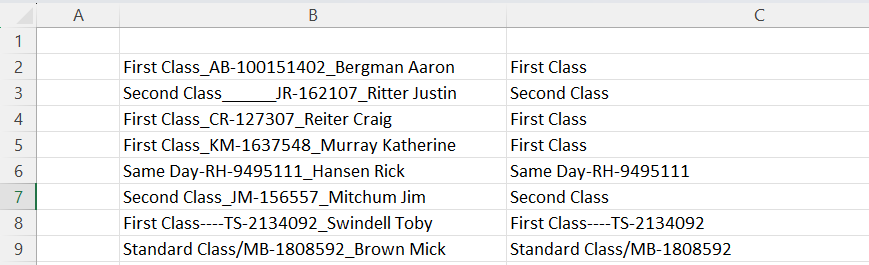 A B C
1
2 First Class_AB-100151402_Bergman Aaron First Class
3 Second Class______JR-162107_Ritter Justin Second Class
4 First Class_CR-127307_Reiter Craig First Class
5 First Class_KM-1637548_Murray Katherine First Class
6 Same Day-RH-9495111_Hansen Rick Same Day-RH-9495111
7 Second Class_JM-156557_Mitchum Jim Second Class
8 First Class----TS-2134092_Swindell Toby First Class----TS-2134092
9 Standard Class/MB-1808592_Brown Mick Standard Class/MB-1808592